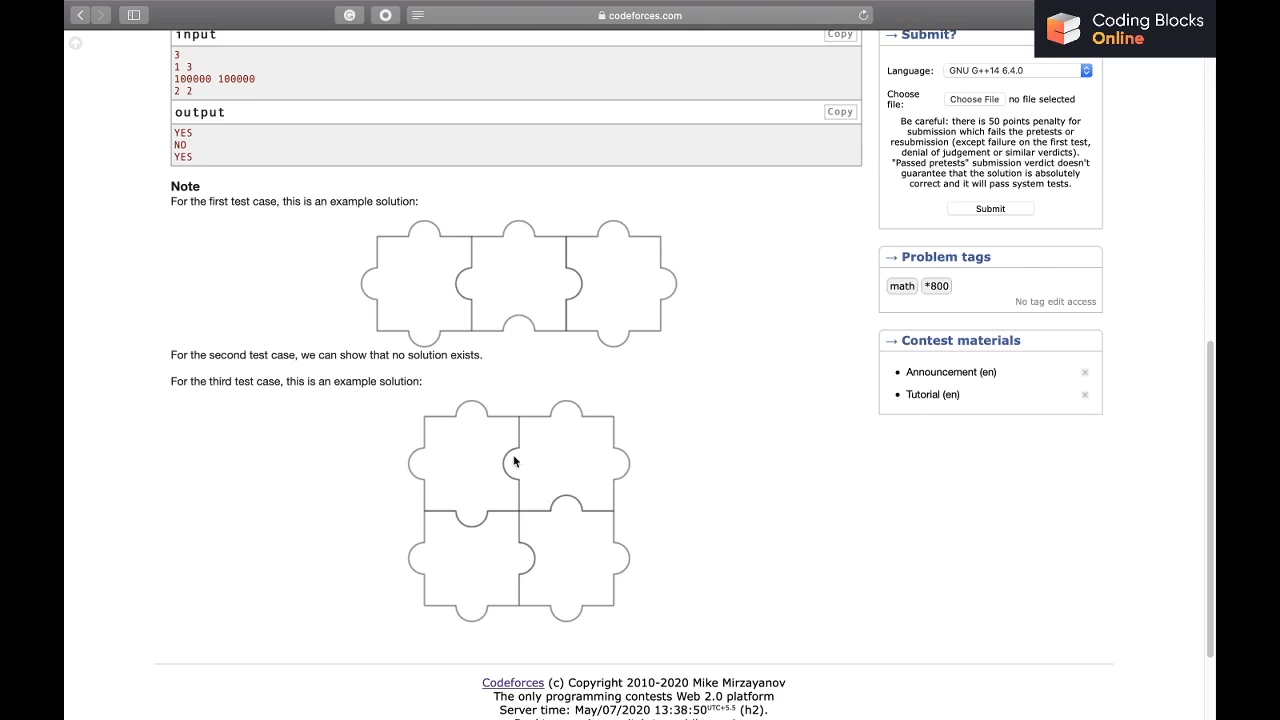 codeforces.com
Coding Blocks
Online
input
Copy
3
1 3
100000 100000
2 2
output
Copy
YES
NO
YES
Note
For the first test case, this is an example solution:
For the second test case, we can show that no solution exists.
For the third test case, this is an example solution:
→ Submit?
Language:
GNU G++14 6.4.0
Choose
file:
Choose File
no file selected
Be careful: there is 50 points penalty for
submission which fails the pretests or
resubmission (except failure on the first test,
denial of judgement or similar verdicts).
"Passed pretests" submission verdict doesn't
guarantee that the solution is absolutely
correct and it will pass system tests.
Submit
→ Problem tags
math
*800
No tag edit access
→ Contest materials
Announcement (en)
Tutorial (en)
Codeforces (c) Copyright 2010-2020 Mike Mirzayanov
The only programming contests Web 2.0 platform
Server time: May/07/2020 13:38:50UTC+5.5 (h2).